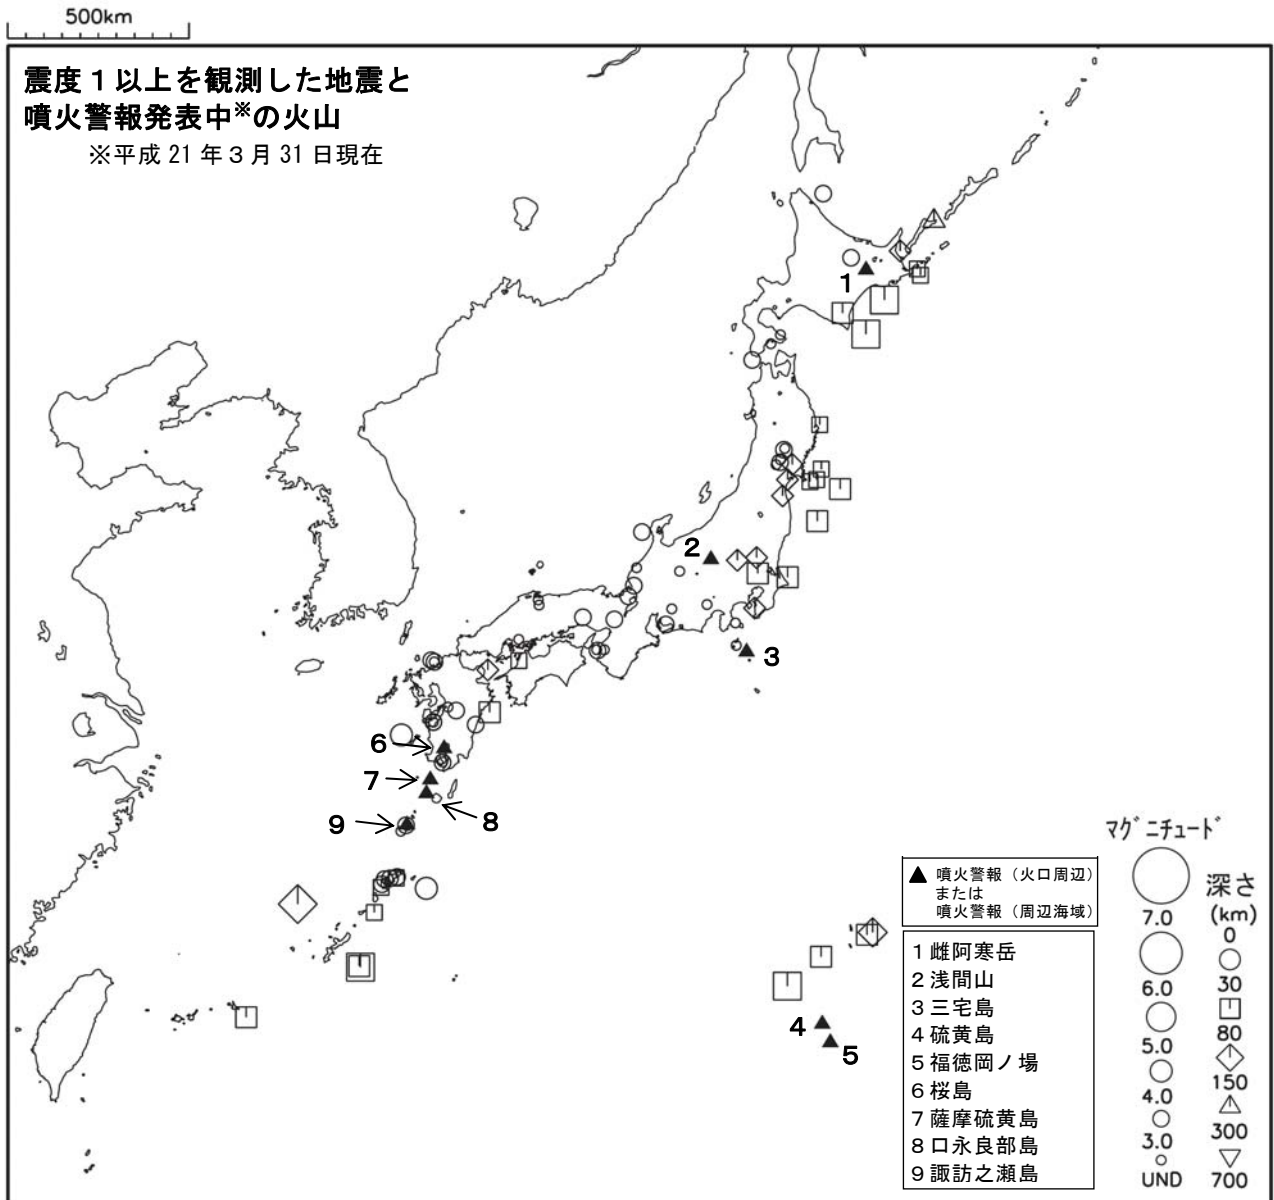 500km
震度１以上を観測した地震と
噴火警報発表中※の火山
※平成 21 年３月 31 日現在
1
2
3
6
7
8
9
4
5
▲ 噴火警報（火口周辺）
または
噴火警報（周辺海域）
1 雌阿寒岳
2 浅間山
3 三宅島
4 硫黄島
5 福徳岡ノ場
6 桜島
7 薩摩硫黄島
8 口永良部島
9 諏訪之瀬島
マグニチュード
7.0
6.0
5.0
4.0
3.0
UND
深さ
(km)
0
30
80
150
300
700